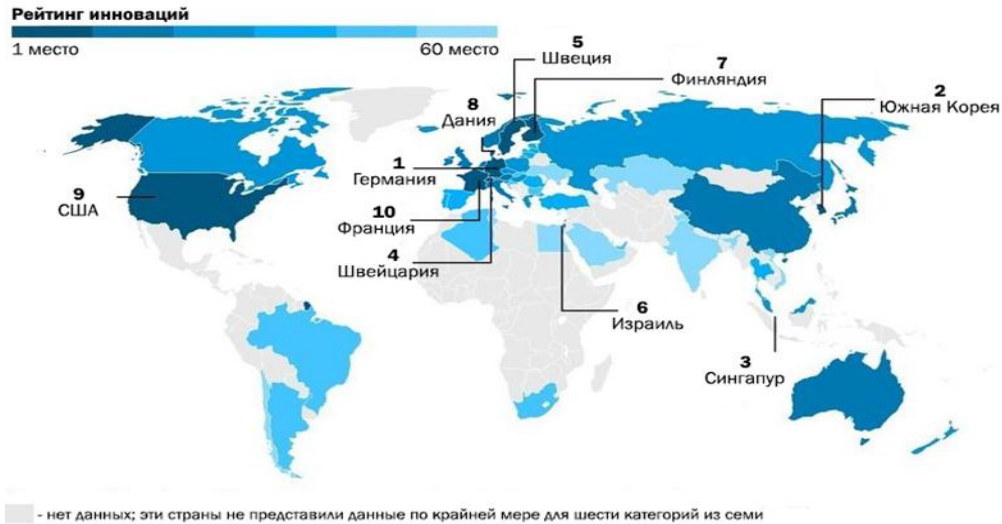 Рейтинг инноваций
1 место
60 место
5
Швеция
7
Финляндия
2
Южная Корея
8
Дания
1
Германия
9
США
10
Франция
4
Швейцария
6
Израиль
3
Сингапур
- нет данных; эти страны не представили данные по крайней мере для шести категорий из семи